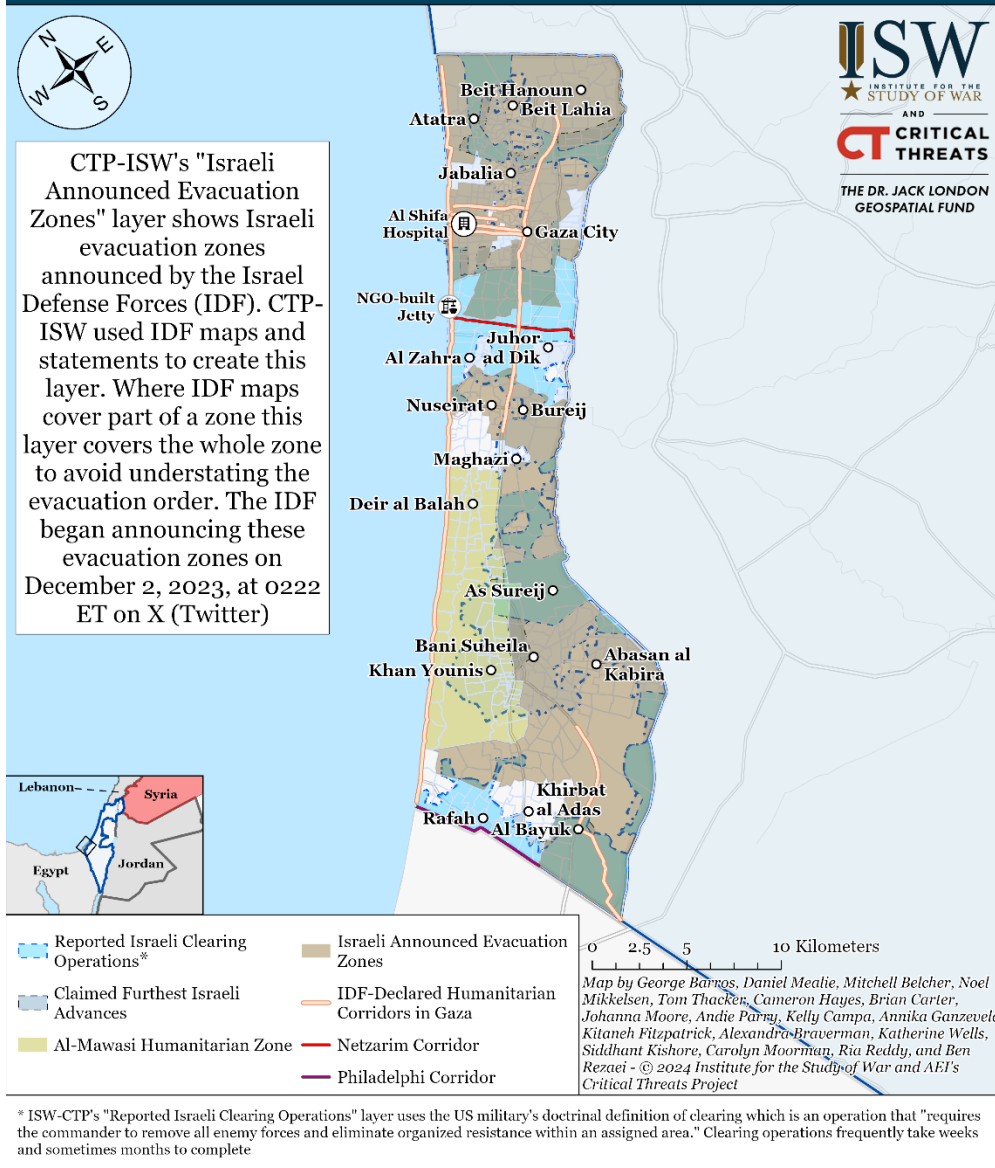 N
E
W
S
ISW
INSTITUTE FOR THE
STUDY OF WAR
AND
CT CRITICAL
THREATS
THE DR. JACK LONDON
GEOSPATIAL FUND
CTP-ISW's "Israeli
Announced Evacuation
Zones" layer shows Israeli
evacuation zones
announced by the Israel
Defense Forces (IDF). CTP-
ISW used IDF maps and
statements to create this
layer. Where IDF maps
cover part of a zone this
layer covers the whole
zone to avoid understating the
evacuation order. The IDF
began announcing these
evacuation zones on
December 2, 2023, at 0222
ET on X (Twitter)
Beit Hanoun
Beit Lahia
Atatra
Jabalia
Al Shifa
Hospital
Gaza City
NGO-built
Jetty
Juhor
ad Dik
Al Zahra
Nuseirat
Bureij
Maghazi
Deir al Balah
As Sureij
Bani Suheila
Abasan al
Kabira
Khan Younis
Khirbat
al Adas
Rafah
Al Bayuk
Lebanon
Syria
Egypt
Jordan
Reported Israeli Clearing
Operations*
Claimed Furthest Israeli
Advances
Al-Mawasi Humanitarian Zone
Israeli Announced Evacuation
Zones
IDF-Declared Humanitarian
Corridors in Gaza
Netzarim Corridor
Philadelphi Corridor
0 2.5 5 10 Kilometers
Map by George Barros, Daniel Mealie, Mitchell Belcher, Noel
Mikkelsen, Tom Thacker, Cameron Hayes, Brian Carter,
Johanna Moore, Andie Parry, Kelly Campa, Annika Ganzeveld,
Kitaneh Fitzpatrick, Alexandra Braverman, Katherine Wells,
Siddhant Kishore, Carolyn Moorman, Ria Reddy, and Ben
Rezaei - © 2024 Institute for the Study of War and AEI's
Critical Threats Project
* ISW-CTP's "Reported Israeli Clearing Operations" layer uses the US military's doctrinal definition of clearing which is an operation that "requires
the commander to remove all enemy forces and eliminate organized resistance within an assigned area." Clearing operations frequently take weeks
and sometimes months to complete